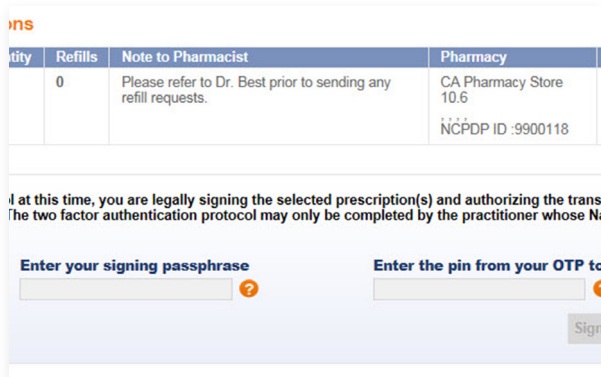 ons
tity Refills Note to Pharmacist Pharmacy
0 Please refer to Dr. Best prior to sending any CA Pharmacy Store
refill requests. 10.6
, , , ,
NCPDP ID :9900118
l at this time, you are legally signing the selected prescription(s) and authorizing the trans
The two factor authentication protocol may only be completed by the practitioner whose Na
Enter your signing passphrase Enter the pin from your OTP to
? ?
Sign